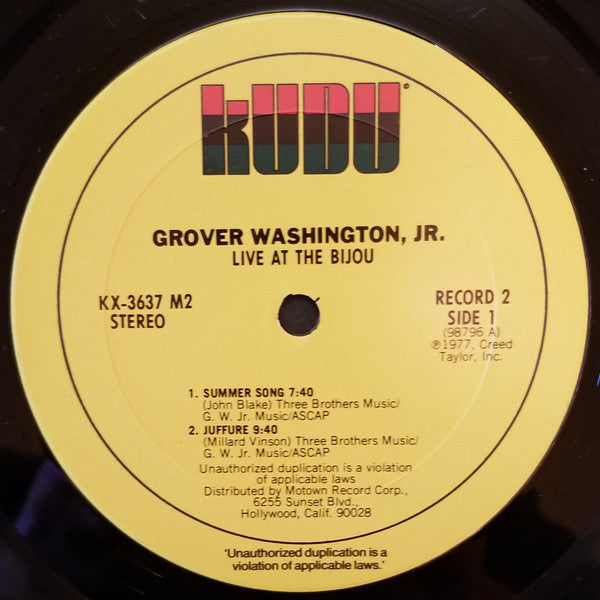 kUDU
GROVER WASHINGTON, JR.
LIVE AT THE BIJOU
KX-3637 M2
STEREO
RECORD 2
SIDE 1
(98796 A)
℗1977, Creed
Taylor, Inc.
1. SUMMER SONG 7:40
(John Blake) Three Brothers Music/
G. W. Jr. Music/ASCAP
2. JUFFURE 9:40
(Millard Vinson) Three Brothers Music/
G. W. Jr. Music/ASCAP
Unauthorized duplication is a violation
of applicable laws
Distributed by Motown Record Corp.,
6255 Sunset Blvd.,
Hollywood, Calif. 90028
"Unauthorized duplication is a
violation of applicable laws."